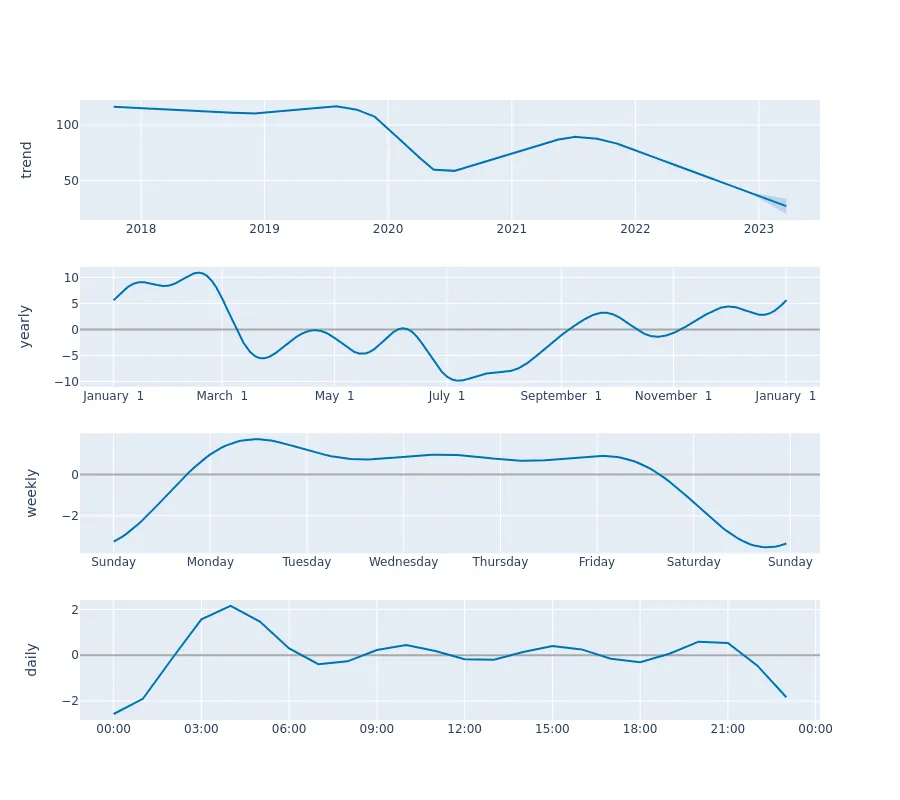 trend
100
50
2018 2019 2020 2021 2022 2023
yearly
10
5
0
−5
−10
January 1 March 1 May 1 July 1 September 1 November 1 January 1
weekly
0
−2
Sunday Monday Tuesday Wednesday Thursday Friday Saturday Sunday
daily
2
0
−2
00:00 03:00 06:00 09:00 12:00 15:00 18:00 21:00 00:00